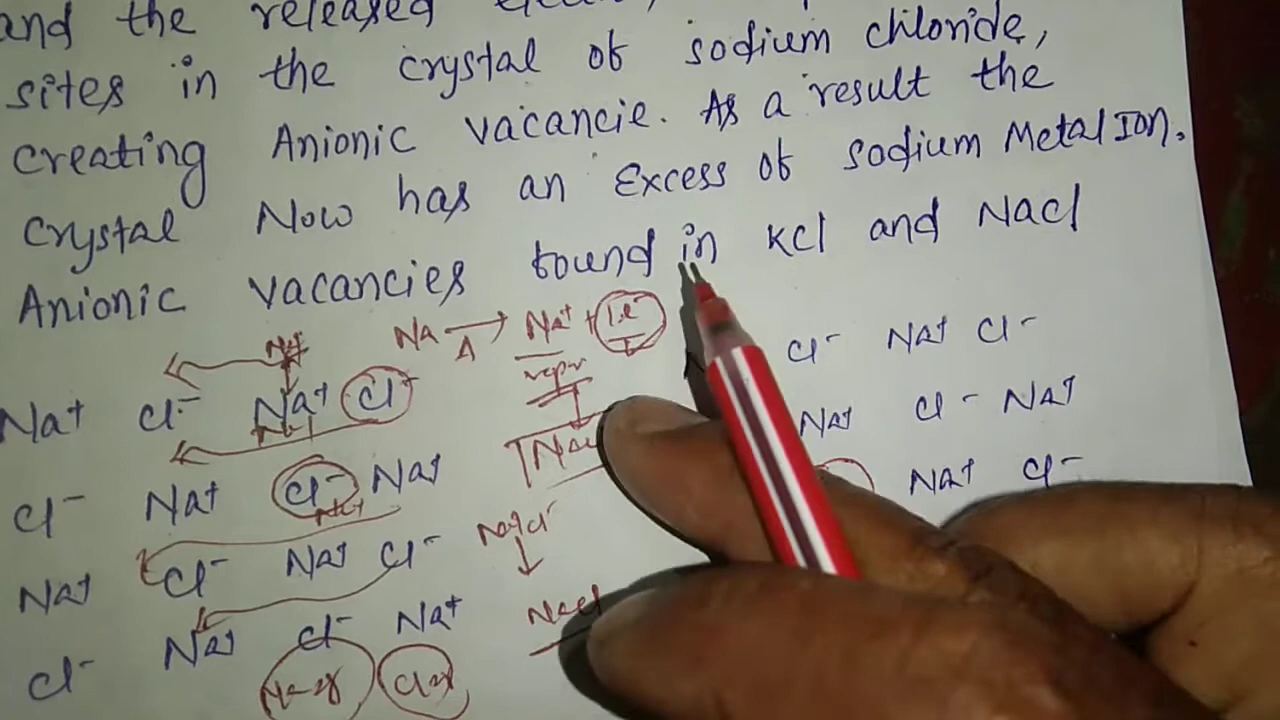 and the released
sites in the crystal of sodium chloride,
creating Anionic vacancie. As a result the
crystal Now has an Excess of sodium Metal Ion.
Anionic vacancies found in KCl and NaCl
Na → Na+ + 1e-
Δ
Na+ Cl- Na+ Cl-
Cl- Na+ Cl- Na+
Na+ Cl- Na+ Cl-
Cl- Na+ Cl- Na+
Na+Cl-
↓
NaCl
Cl- Na+ Cl-
Na+ Cl- Na+
Na+ Cl-